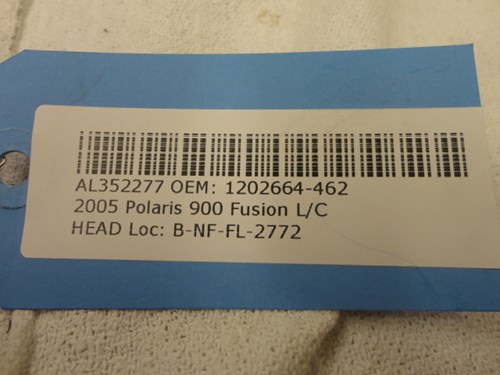 AL352277 OEM: 1202664-462
2005 Polaris 900 Fusion L/C
HEAD Loc: B-NF-FL-2772